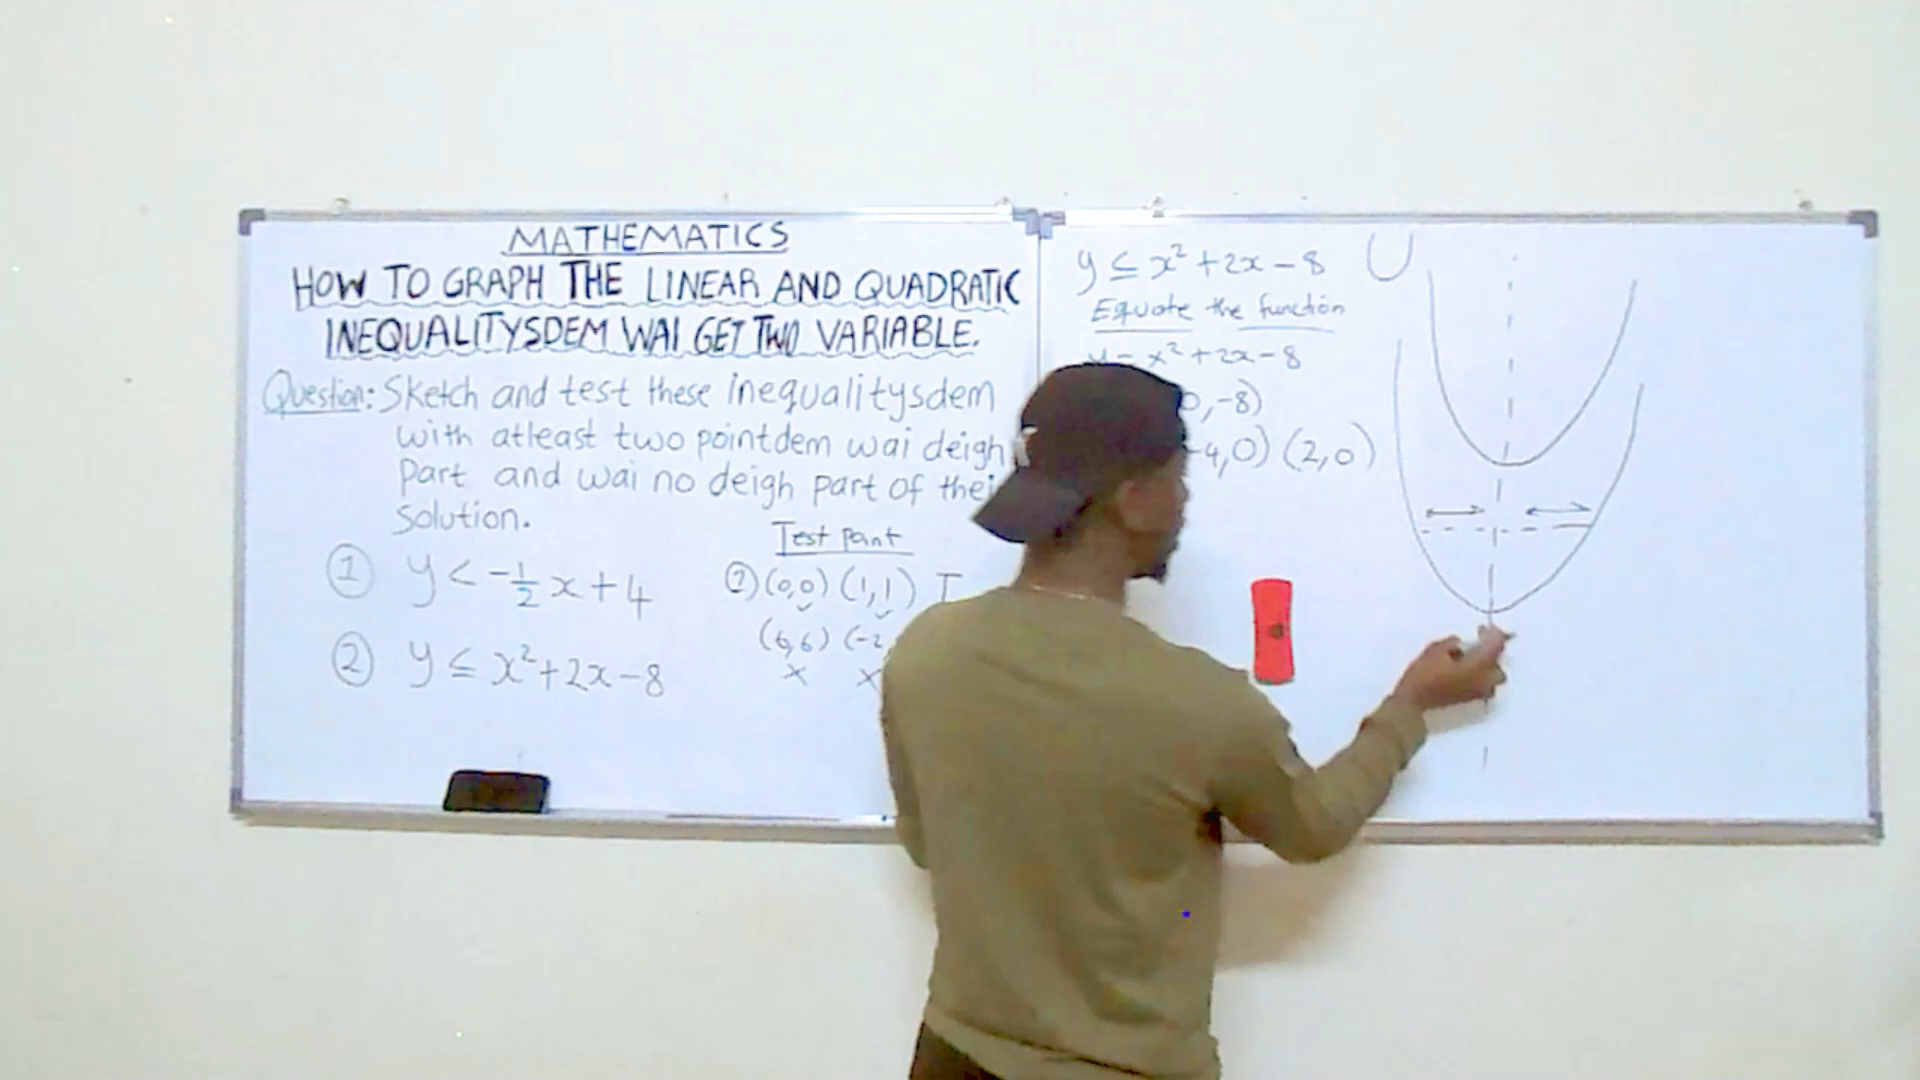 MATHEMATICS
HOW TO GRAPH THE LINEAR AND QUADRATIC
INEQUALITYSDEM WAI GET TWO VARIABLE.
Question: Sketch and test these inequalitysdem
with atleast two pointdem wai deigh
part and wai no deigh part of thei
solution.
① y < -1/2 x + 4
② y ≤ x² + 2x - 8
Test point
(0,0) (1,1) T
(6,6) (-2
x x
y ≤ x² + 2x - 8
Equate the function
y = x² + 2x - 8
0, -8)
-4,0) (2,0)